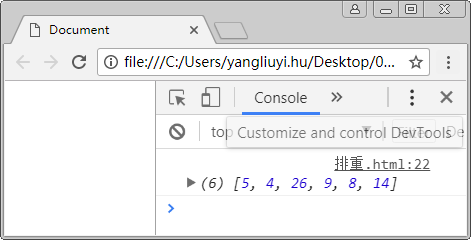 Document
file:///C:/Users/yangliuyi.hu/Desktop/0...
Console
top
Customize and control DevTools
排重.html:22
(6) [5, 4, 26, 9, 8, 14]